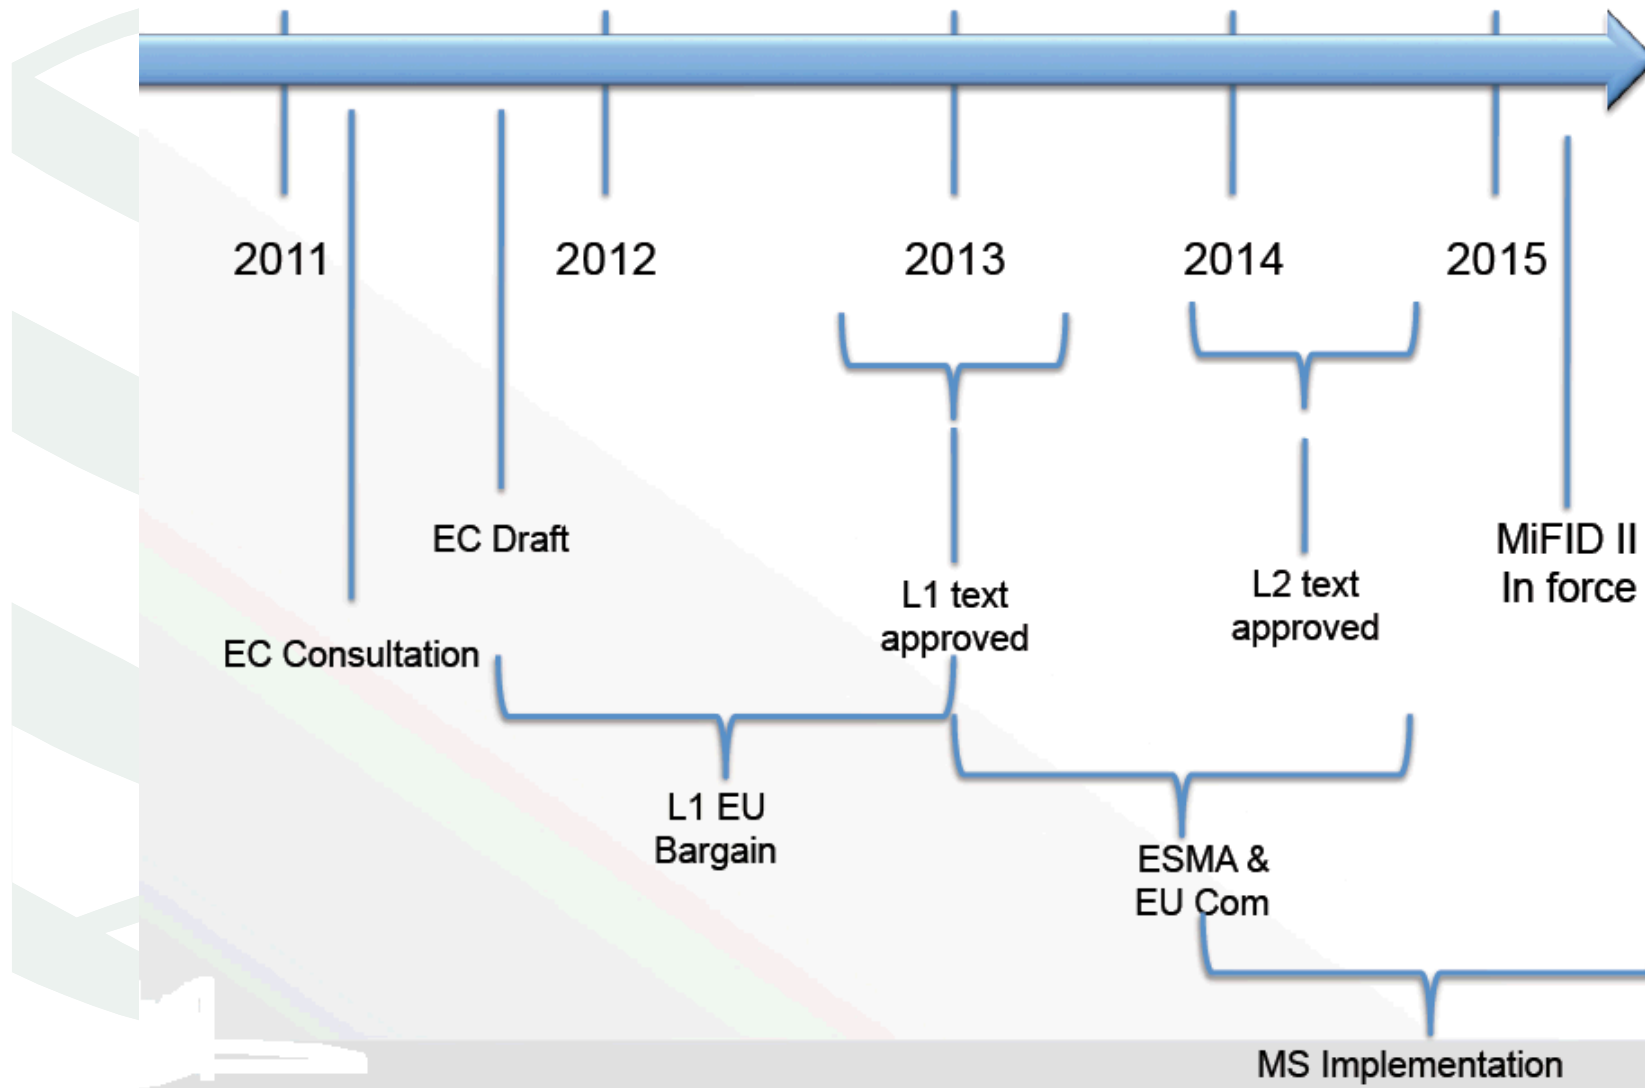 2011
2012
2013
2014
2015
EC Draft
MiFID II
In force
L1 text
approved
L2 text
approved
EC Consultation
L1 EU
Bargain
ESMA &
EU Com
MS Implementation